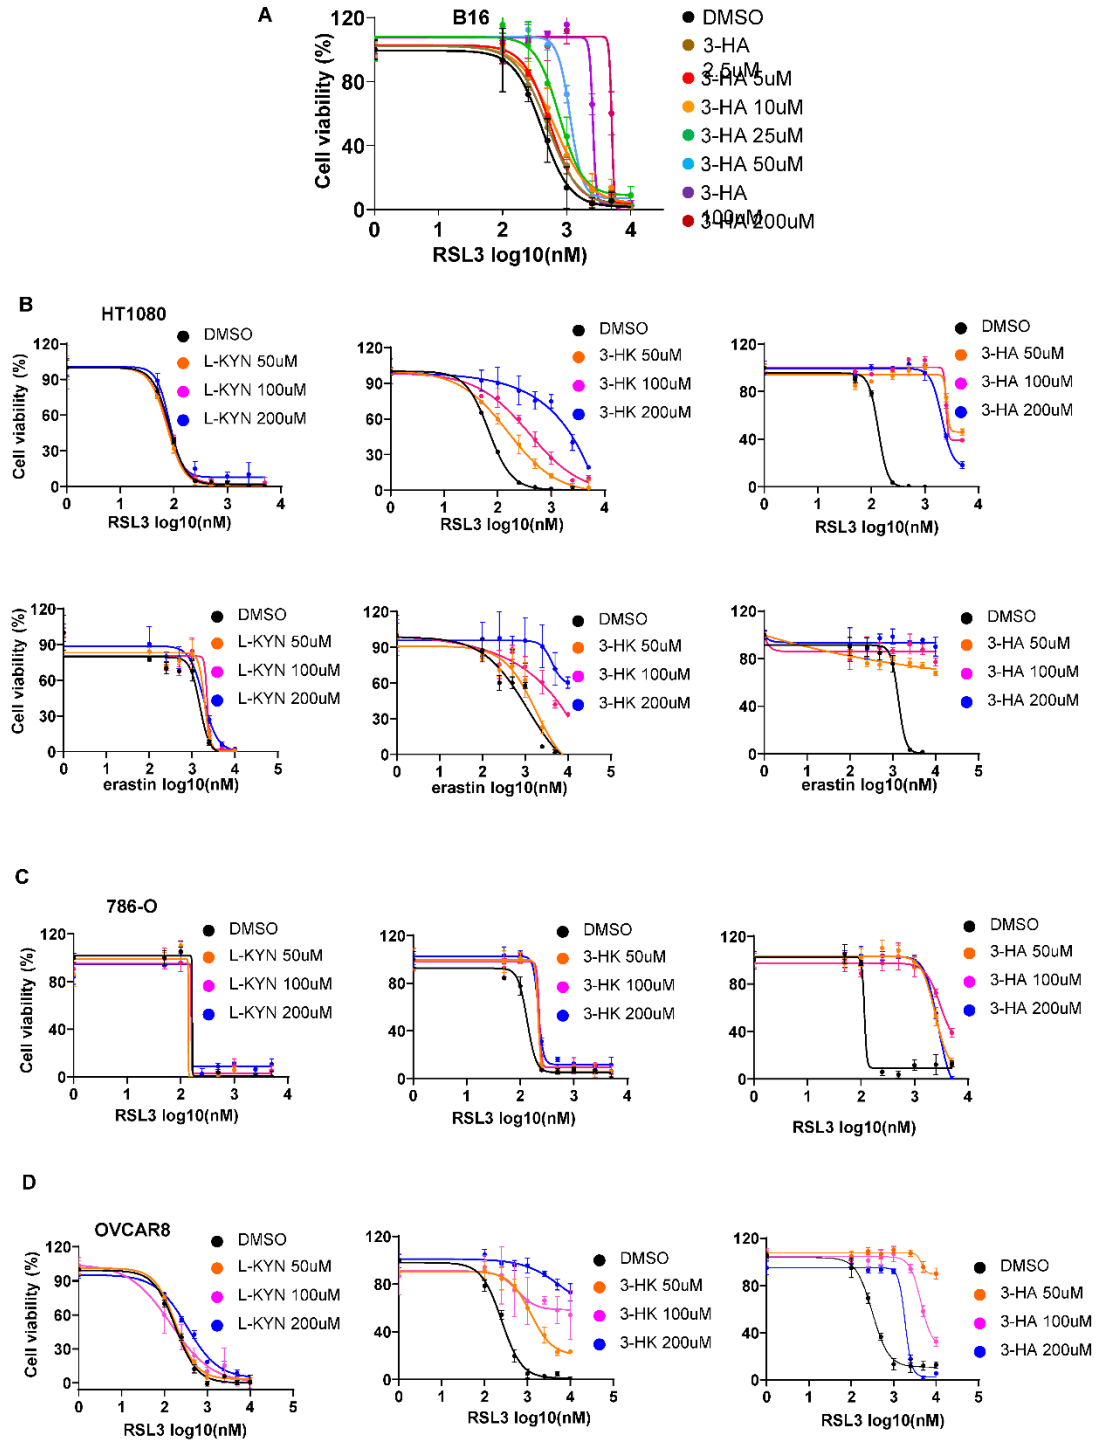 A
B16
Cell viability (%)
120
80
40
0
0
1
2
3
4
RSL3 log10(nM)
DMSO
3-HA
2.5uM
3-HA 5uM
3-HA 10uM
3-HA 25uM
3-HA 50uM
3-HA
100uM
3-HA 200uM
B
HT1080
Cell viability (%)
120
90
60
30
0
0
1
2
3
4
RSL3 log10(nM)
DMSO
L-KYN 50uM
L-KYN 100uM
L-KYN 200uM
120
90
60
30
0
0
1
2
3
4
RSL3 log10(nM)
DMSO
3-HK 50uM
3-HK 100uM
3-HK 200uM
120
80
40
0
0
1
2
3
4
RSL3 log10(nM)
DMSO
3-HA 50uM
3-HA 100uM
3-HA 200uM
Cell viability (%)
120
90
60
30
0
0
1
2
3
4
5
erastin log10(nM)
DMSO
L-KYN 50uM
L-KYN 100uM
L-KYN 200uM
120
90
60
30
0
0
1
2
3
4
5
erastin log10(nM)
DMSO
3-HK 50uM
3-HK 100uM
3-HK 200uM
120
80
40
0
0
1
2
3
4
5
erastin log10(nM)
DMSO
3-HA 50uM
3-HA 100uM
3-HA 200uM
C
786-O
Cell viability (%)
120
80
40
0
0
1
2
3
4
RSL3 log10(nM)
DMSO
L-KYN 50uM
L-KYN 100uM
L-KYN 200uM
120
80
40
0
0
1
2
3
4
RSL3 log10(nM)
DMSO
3-HK 50uM
3-HK 100uM
3-HK 200uM
120
80
40
0
0
1
2
3
4
RSL3 log10(nM)
DMSO
3-HA 50uM
3-HA 100uM
3-HA 200uM
D
OVCAR8
Cell viability (%)
120
90
60
30
0
0
1
2
3
4
5
RSL3 log10(nM)
DMSO
L-KYN 50uM
L-KYN 100uM
L-KYN 200uM
120
80
40
0
0
1
2
3
4
5
RSL3 log10(nM)
DMSO
3-HK 50uM
3-HK 100uM
3-HK 200uM
120
80
40
0
0
1
2
3
4
5
RSL3 log10(nM)
DMSO
3-HA 50uM
3-HA 100uM
3-HA 200uM